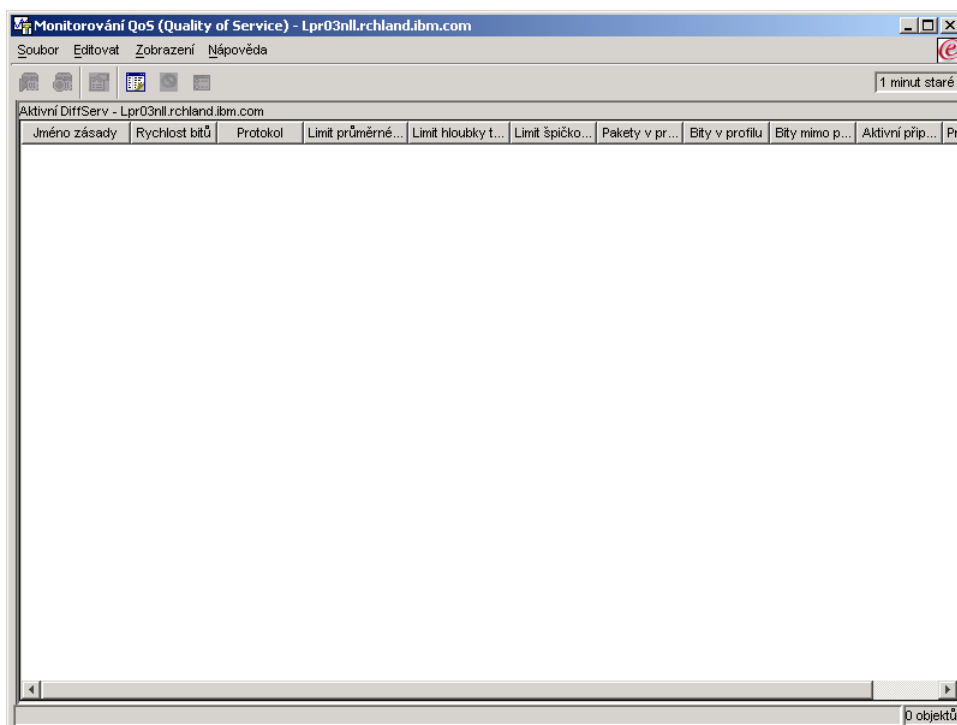 Monitorování QoS (Quality of Service) - Lpr03nll.rchland.ibm.com
Soubor Editovat Zobrazení Nápověda
1 minut staré
Aktivní DiffServ - Lpr03nll.rchland.ibm.com
Jméno zásady Rychlost bitů Protokol Limit průměrné... Limit hloubky t... Limit špičko... Pakety v pr... Bity v profilu Bity mimo p... Aktivní přip... Pr
0 objektů